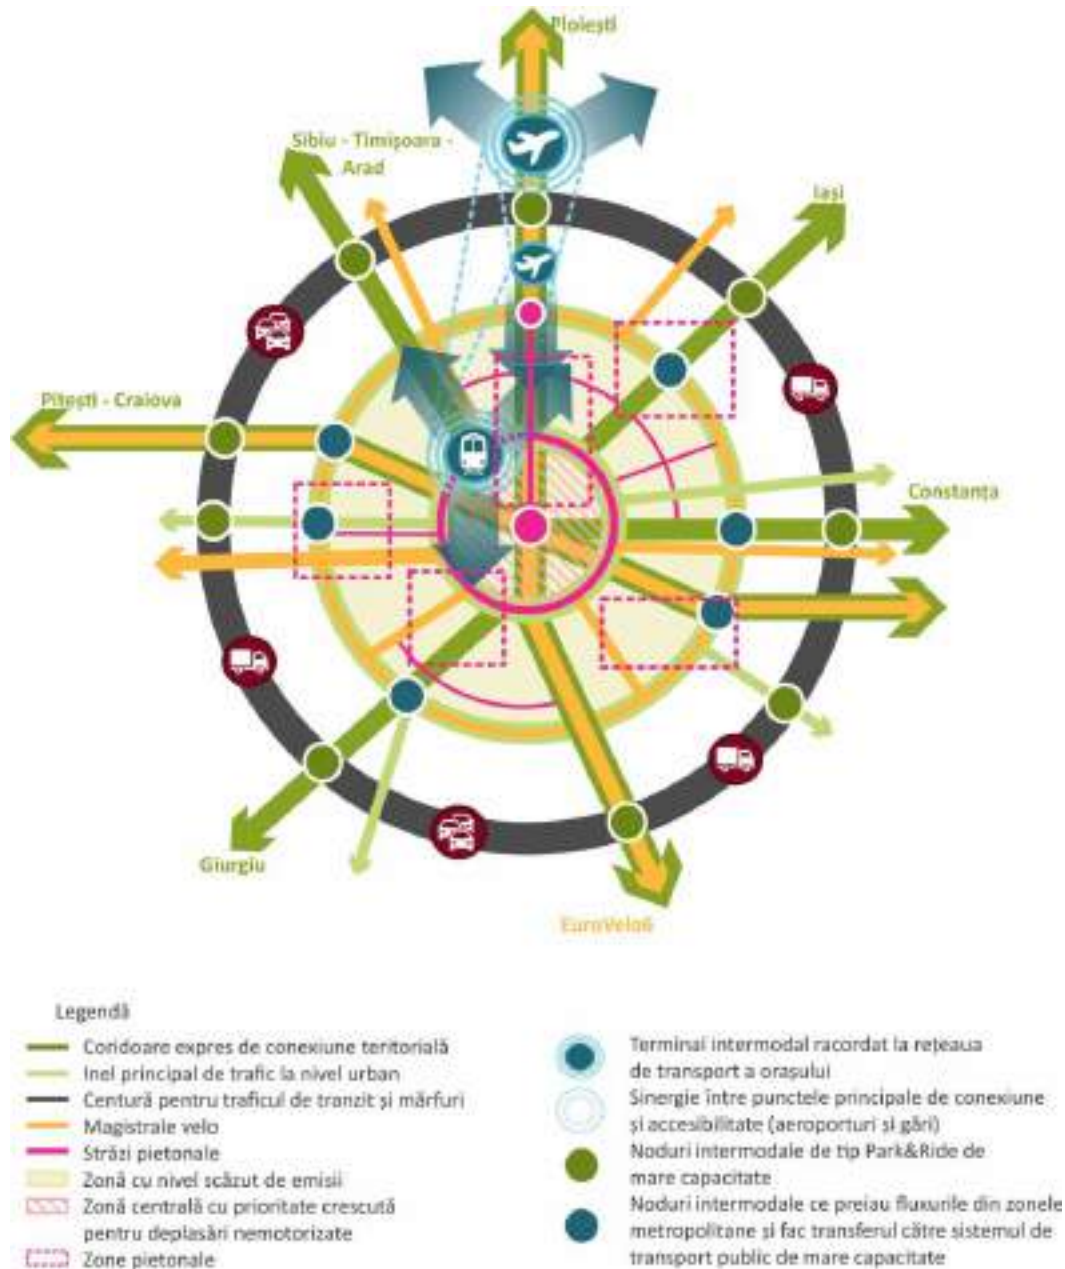 Ploiești
Sibiu - Timișoara -
Arad
Iași
Pitești - Craiova
Constanța
Giurgiu
EuroVelo6
Legendă
Coridoare expres de conexiune teritorială
Inel principal de trafic la nivel urban
Centură pentru traficul de tranzit și mărfuri
Magistrale velo
Străzi pietonale
Zonă cu nivel scăzut de emisii
Zonă centrală cu prioritate crescută
pentru deplasări nemotorizate
Zone pietonale
Terminal intermodal racordat la rețeaua
de transport a orașului
Sinergie între punctele principale de conexiune
și accesibilitate (aeroporturi și gări)
Noduri intermodale de tip Park&Ride de
mare capacitate
Noduri intermodale ce preiau fluxurile din zonele
metropolitane și fac transferul către sistemul de
transport public de mare capacitate